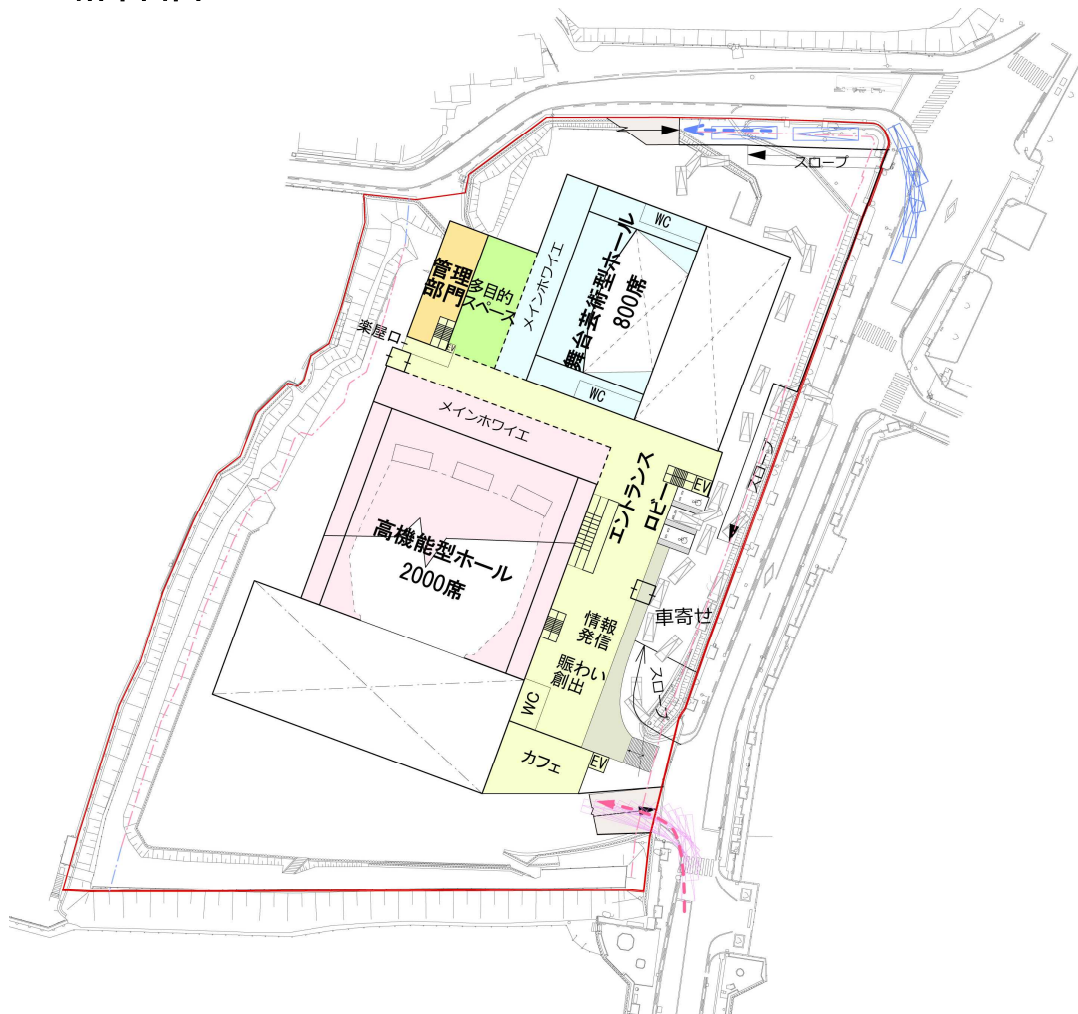 スロープ
WC
舞台芸術型ホール
800席
メインホワイエ
管理
部門
多目的
スペース
楽屋口
EV
WC
メインホワイエ
エントランス
ロビー
EV
スロープ
高機能型ホール
2000席
車寄せ
情報
発信
賑わい
創出
スロープ
WC
カフェ
EV